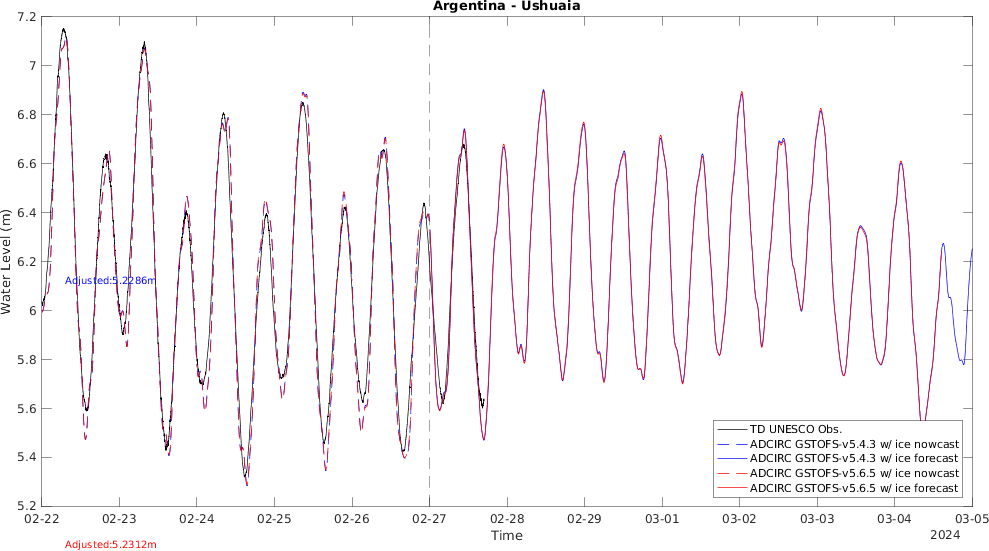 Argentina - Ushuaia
7.2
7
6.8
6.6
6.4
6.2
6
5.8
5.6
5.4
5.2
Water Level (m)
Adjusted:5.2286m
TD UNESCO Obs.
ADCIRC GSTOFS-v5.4.3 w/ ice nowcast
ADCIRC GSTOFS-v5.4.3 w/ ice forecast
ADCIRC GSTOFS-v5.6.5 w/ ice nowcast
ADCIRC GSTOFS-v5.6.5 w/ ice forecast
02-22 02-23 02-24 02-25 02-26 02-27 02-28 02-29 03-01 03-02 03-03 03-04 03-05
Time
2024
Adjusted:5.2312m